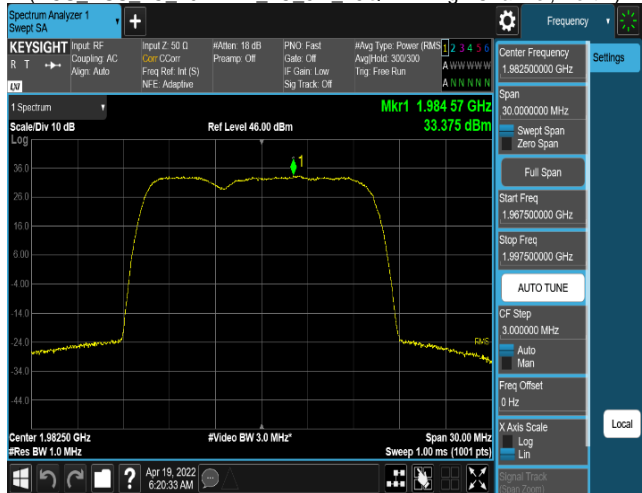 Spectrum Analyzer 1
Swept SA
Frequency
KEYSIGHT
R T
LXI
Input: RF
Coupling: AC
Align: Auto
Input Z: 50 Ω
Corr CCorr
Freq Ref: Int (S)
NFE: Adaptive
#Atten: 18 dB
Preamp: Off
PNO: Fast
Gate: Off
IF Gain: Low
Sig Track: Off
#Avg Type: Power (RMS
Avg|Hold: 300/300
Trig: Free Run
1 2 3 4 5 6
A W W W W W
A N N N N N
1 Spectrum
Scale/Div 10 dB
Log
Ref Level 46.00 dBm
Mkr1 1.984 57 GHz
33.375 dBm
1
36.0
26.0
16.0
6.00
-4.00
-14.0
-24.0
-34.0
-44.0
RMS
Center 1.98250 GHz
#Res BW 1.0 MHz
#Video BW 3.0 MHz*
Span 30.00 MHz
Sweep 1.00 ms (1001 pts)
Center Frequency
1.982500000 GHz
Settings
Span
30.0000000 MHz
Swept Span
Zero Span
Full Span
Start Freq
1.967500000 GHz
Stop Freq
1.997500000 GHz
AUTO TUNE
CF Step
3.000000 MHz
Auto
Man
Freq Offset
0 Hz
X Axis Scale
Log
Lin
Local
Signal Track
(Span Zoom)
?
Apr 19, 2022
6:20:33 AM